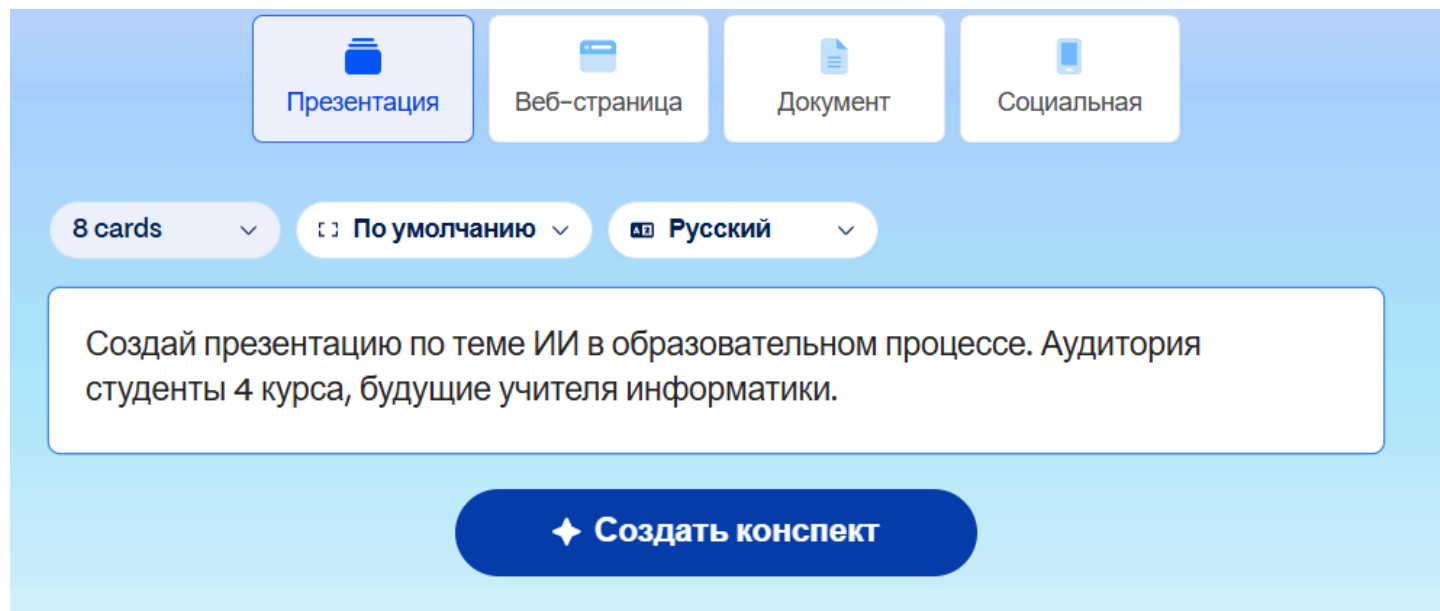 Презентация
Веб-страница
Документ
Социальная
8 cards
По умолчанию
Русский
Создай презентацию по теме ИИ в образовательном процессе. Аудитория
студенты 4 курса, будущие учителя информатики.
Создать конспект